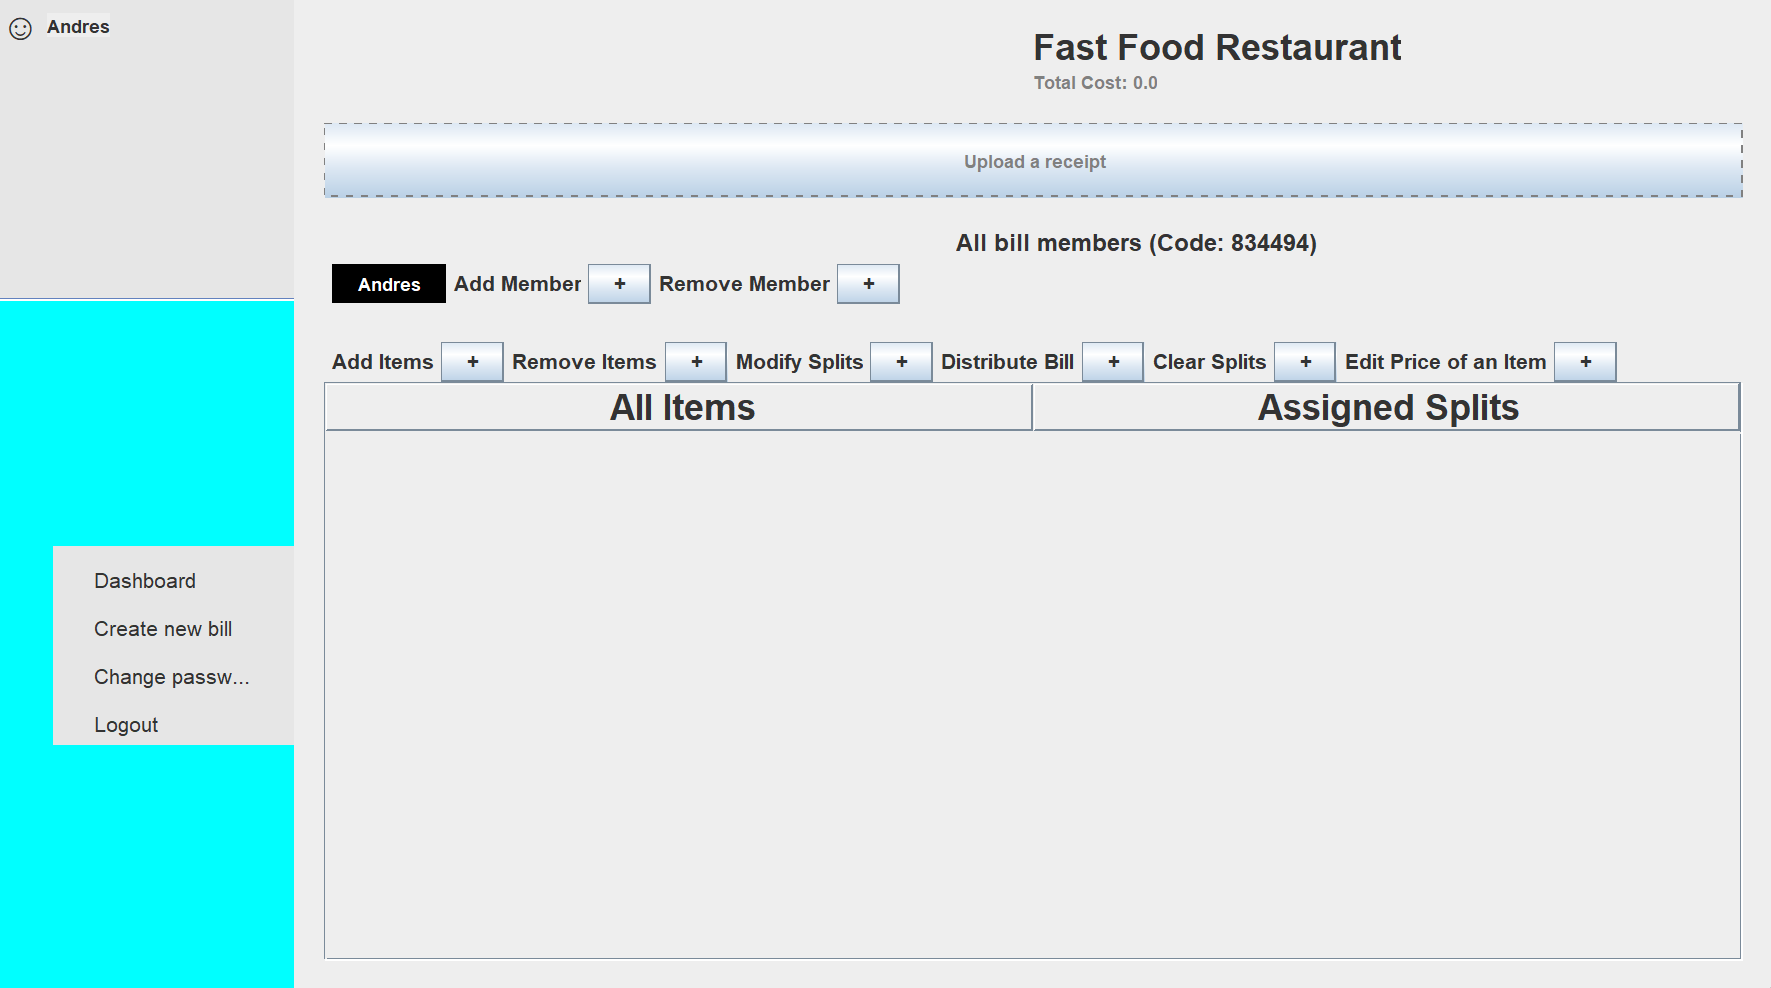 Andres
Fast Food Restaurant
Total Cost: 0.0
Upload a receipt
All bill members (Code: 834494)
Andres Add Member + Remove Member +
Add Items + Remove Items + Modify Splits + Distribute Bill + Clear Splits + Edit Price of an Item +
All Items Assigned Splits
Dashboard
Create new bill
Change passw...
Logout